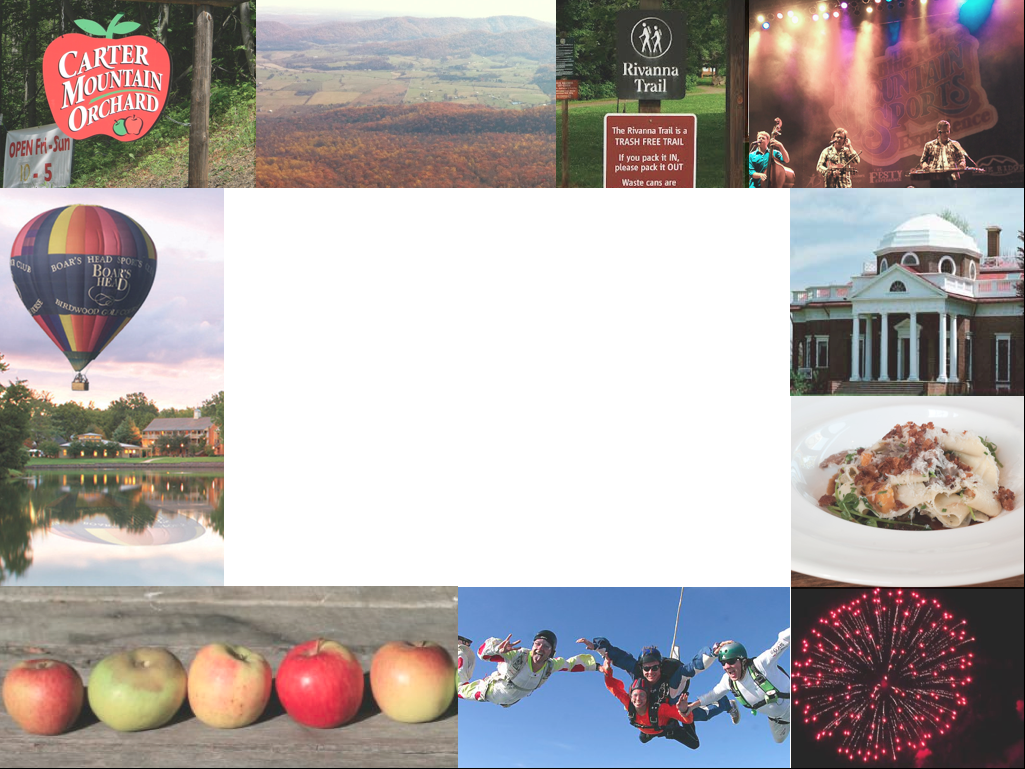 CARTER
MOUNTAIN
ORCHARD
OPEN Fri-Sun
10 - 5
Rivanna
Trail
The Rivanna Trail is a
TRASH FREE TRAIL
If you pack it IN,
please pack it OUT
Waste cans are
FESTY
BOAR'S HEAD SPORTS CLUB
BOAR'S
HEAD
BIRDWOOD GOLF